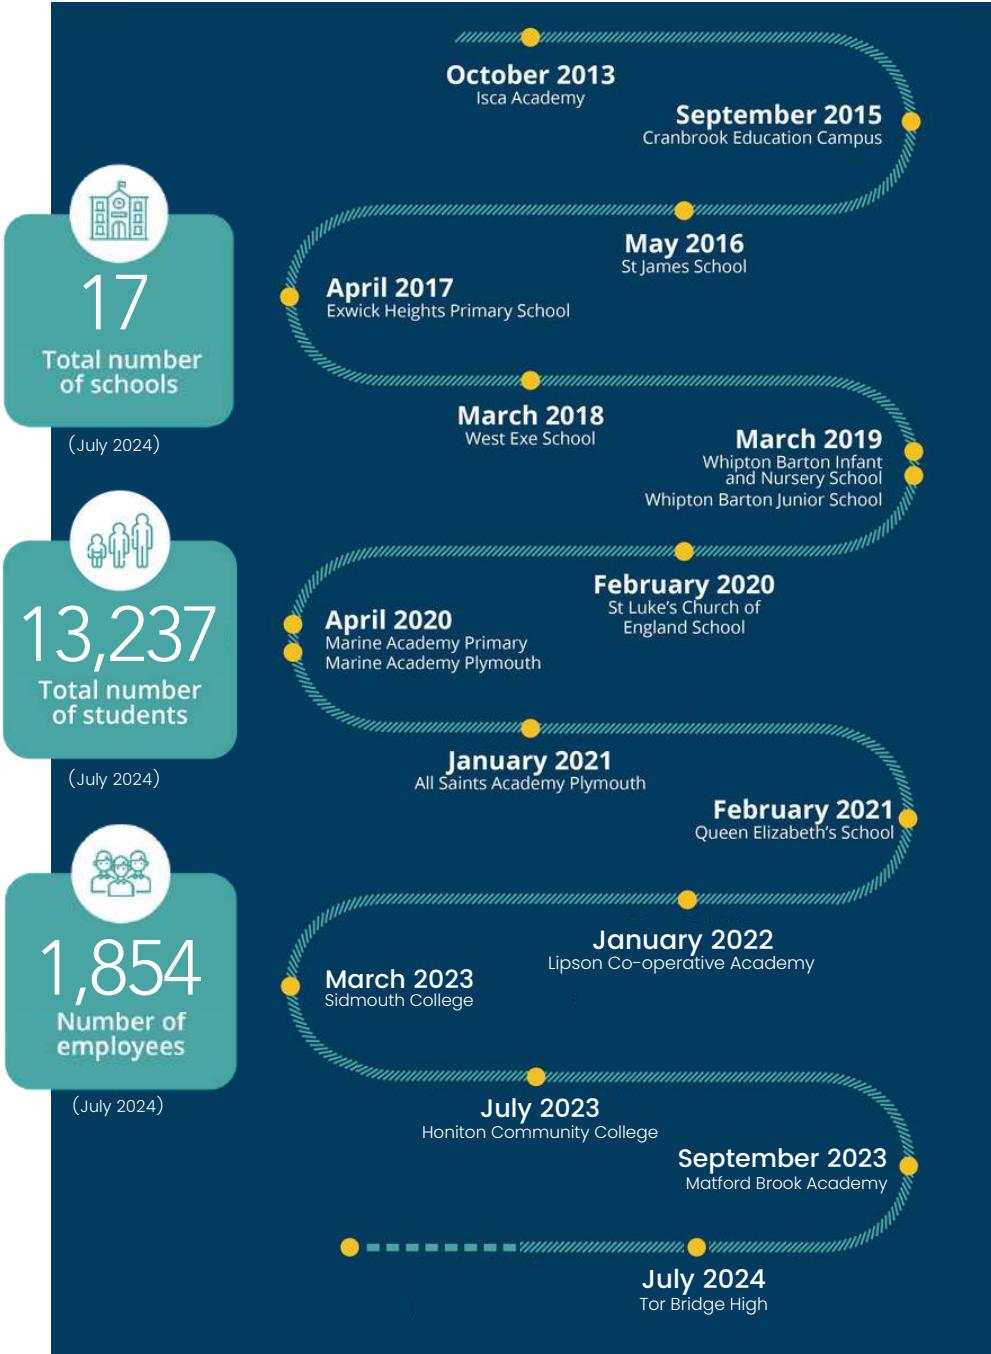 October 2013
Isca Academy
September 2015
Cranbrook Education Campus
May 2016
St James School
April 2017
Exwick Heights Primary School
17
Total number
of schools
(July 2024)
March 2018
West Exe School
March 2019
Whipton Barton Infant
and Nursery School
Whipton Barton Junior School
February 2020
St Luke's Church of
England School
April 2020
Marine Academy Primary
Marine Academy Plymouth
13,237
Total number
of students
(July 2024)
January 2021
All Saints Academy Plymouth
February 2021
Queen Elizabeth's School
January 2022
Lipson Co-operative Academy
March 2023
Sidmouth College
1,854
Number of
employees
(July 2024)
July 2023
Honiton Community College
September 2023
Matford Brook Academy
July 2024
Tor Bridge High